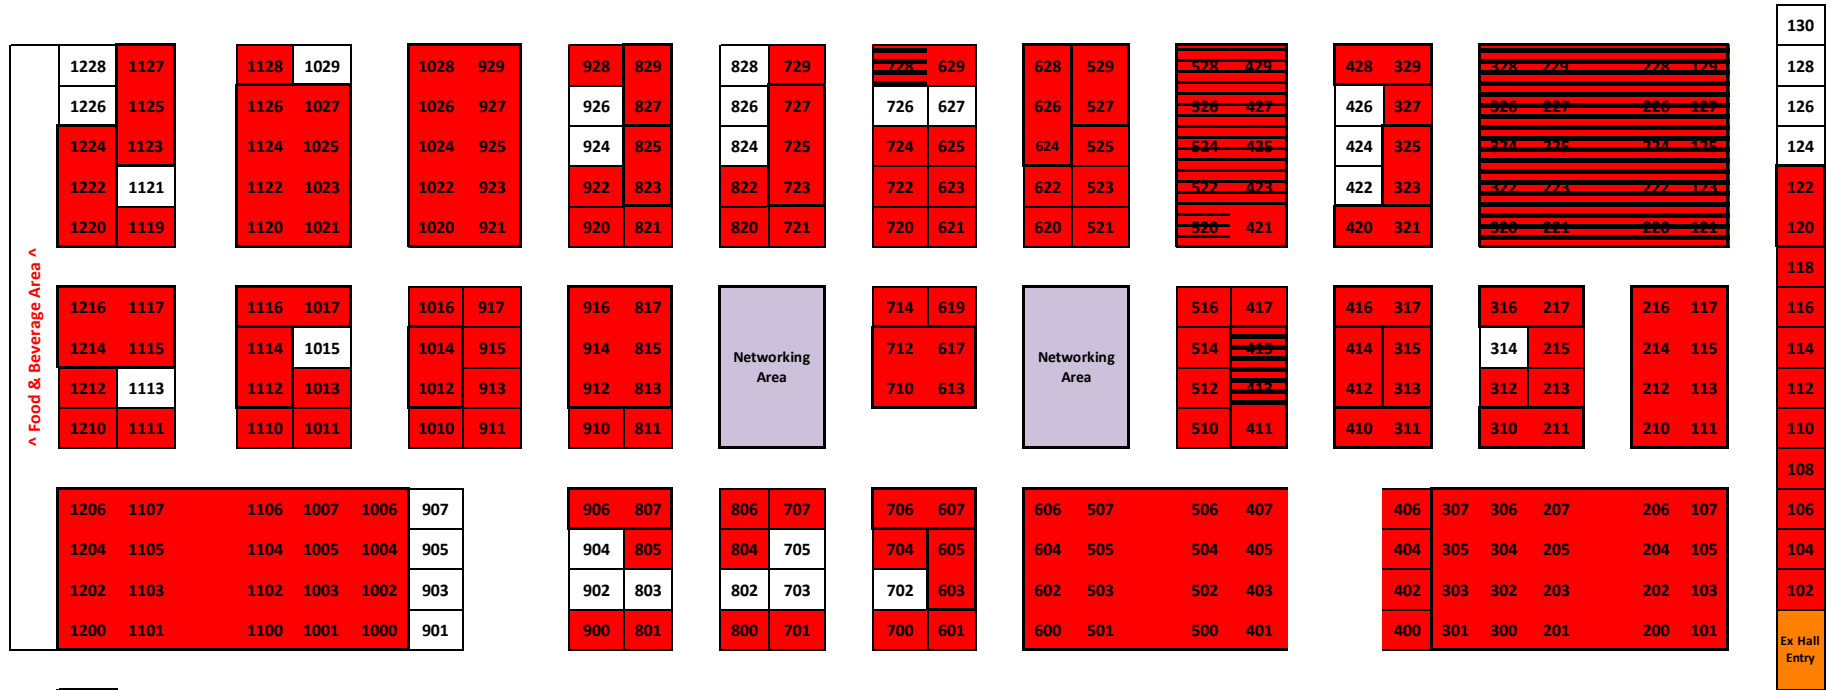 130
1228 1127 1128 1029 1028 929 928 829 828 729 728 629 628 529 528 429 428 329 328 229 228 129 128
1226 1125 1126 1027 1026 927 926 827 826 727 726 627 626 527 526 427 426 327 326 227 226 127 126
1224 1123 1124 1025 1024 925 924 825 824 725 724 625 624 525 524 425 424 325 324 225 224 125 124
1222 1121 1122 1023 1022 923 922 823 822 723 722 623 622 523 522 423 422 323 322 223 222 123 122
1220 1119 1120 1021 1020 921 920 821 820 721 720 621 620 521 520 421 420 321 320 221 220 121 120
^ Food & Beverage Area ^
118
1216 1117 1116 1017 1016 917 916 817 714 619 516 417 416 317 316 217 216 117 116
1214 1115 1114 1015 1014 915 914 815 712 617 514 415 414 315 314 215 214 115 114
Networking
Area
Networking
Area
1212 1113 1112 1013 1012 913 912 813 710 613 512 413 412 313 312 213 212 113 112
1210 1111 1110 1011 1010 911 910 811 510 411 410 311 310 211 210 111 110
108
1206 1107 1106 1007 1006 907 906 807 806 707 706 607 606 507 506 407 406 307 306 207 206 107 106
1204 1105 1104 1005 1004 905 904 805 804 705 704 605 604 505 504 405 404 305 304 205 204 105 104
1202 1103 1102 1003 1002 903 902 803 802 703 702 603 602 503 502 403 402 303 302 203 202 103 102
1200 1101 1100 1001 1000 901 900 801 800 701 700 601 600 501 500 401 400 301 300 201 200 101
Ex Hall
Entry